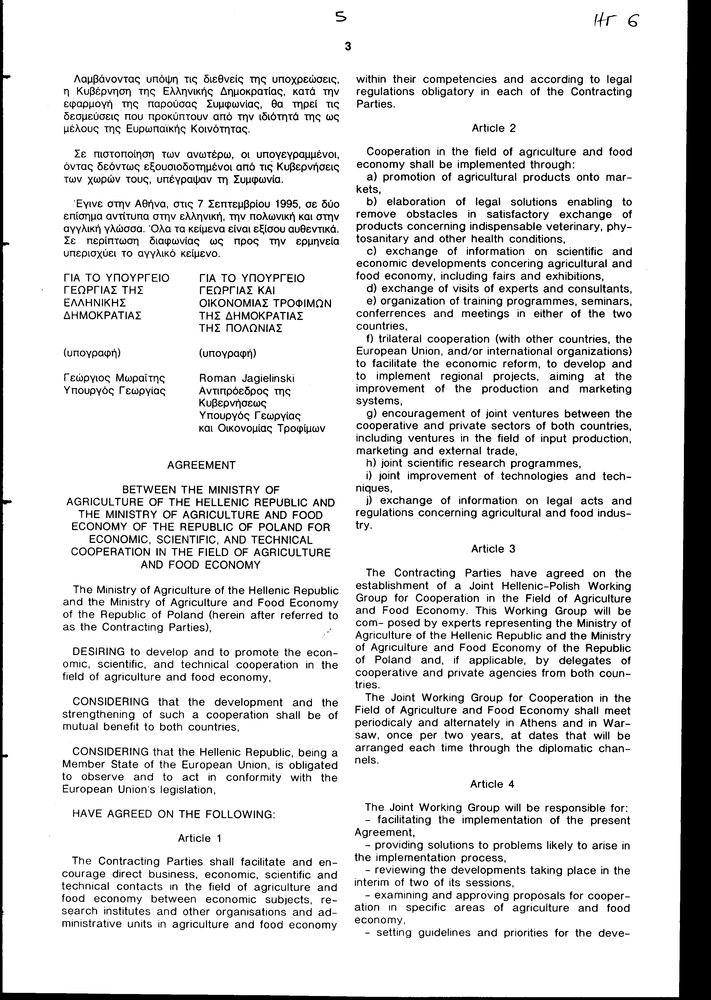 5
Ηr 6
3
Λαμβάνοντας υπόψη τις διεθνείς της υποχρεώσεις,
η Κυβέρνηση της Ελληνικής Δημοκρατίας, κατά την
εφαρμογή της παρούσας Συμφωνίας, θα τηρεί τις
δεσμεύσεις που προκύπτουν από την ιδιότητά της ως
μέλους της Ευρωπαϊκής Κοινότητας.
Σε πιστοποίηση των ανωτέρω, οι υπογεγραμμένοι,
όντας δεόντως εξουσιοδοτημένοι από τις Κυβερνήσεις
των χωρών τους, υπέγραψαν τη Συμφωνία.
Έγινε στην Αθήνα, στις 7 Σεπτεμβρίου 1995, σε δύο
επίσημα αντίτυπα στην ελληνική, την πολωνική και στην
αγγλική γλώσσα. Όλα τα κείμενα είναι εξίσου αυθεντικά.
Σε περίπτωση διαφωνίας ως προς την ερμηνεία
υπερισχύει το αγγλικό κείμενο.
ΓΙΑ ΤΟ ΥΠΟΥΡΓΕΙΟ
ΓΕΩΡΓΙΑΣ ΤΗΣ
ΕΛΛΗΝΙΚΗΣ
ΔΗΜΟΚΡΑΤΙΑΣ
(υπογραφή)
Γεώργιος Μωραΐτης
Υπουργός Γεωργίας
ΓΙΑ ΤΟ ΥΠΟΥΡΓΕΙΟ
ΓΕΩΡΓΙΑΣ ΚΑΙ
ΟΙΚΟΝΟΜΙΑΣ ΤΡΟΦΙΜΩΝ
ΤΗΣ ΔΗΜΟΚΡΑΤΙΑΣ
ΤΗΣ ΠΟΛΩΝΙΑΣ
(υπογραφή)
Roman Jagielinski
Αντιπρόεδρος της
Κυβερνήσεως
Υπουργός Γεωργίας
και Οικονομίας Τροφίμων
AGREEMENT
BETWEEN THE MINISTRY OF
AGRICULTURE OF THE HELLENIC REPUBLIC AND
THE MINISTRY OF AGRICULTURE AND FOOD
ECONOMY OF THE REPUBLIC OF POLAND FOR
ECONOMIC, SCIENTIFIC, AND TECHNICAL
COOPERATION IN THE FIELD OF AGRICULTURE
AND FOOD ECONOMY
The Ministry of Agriculture of the Hellenic Republic
and the Ministry of Agriculture and Food Economy
of the Republic of Poland (herein after referred to
as the Contracting Parties),
DESIRING to develop and to promote the econ-
omic, scientific, and technical cooperation in the
field of agriculture and food economy,
CONSIDERING that the development and the
strengthening of such a cooperation shall be of
mutual benefit to both countries,
CONSIDERING that the Hellenic Republic, being a
Member State of the European Union, is obligated
to observe and to act in conformity with the
European Union's legislation,
HAVE AGREED ON THE FOLLOWING:
Article 1
The Contracting Parties shall facilitate and en-
courage direct business, economic, scientific and
technical contacts in the field of agriculture and
food economy between economic subjects, re-
search institutes and other organisations and ad-
ministrative units in agriculture and food economy
within their competencies and according to legal
regulations obligatory in each of the Contracting
Parties.
Article 2
Cooperation in the field of agriculture and food
economy shall be implemented through:
a) promotion of agricultural products onto mar-
kets,
b) elaboration of legal solutions enabling to
remove obstacles in satisfactory exchange of
products concerning indispensable veterinary, phy-
tosanitary and other health conditions,
c) exchange of information on scientific and
economic developments concering agricultural and
food economy, including fairs and exhibitions,
d) exchange of visits of experts and consultants,
e) organization of training programmes, seminars,
conferrences and meetings in either of the two
countries,
f) trilateral cooperation (with other countries, the
European Union, and/or international organizations)
to facilitate the economic reform, to develop and
to implement regional projects, aiming at the
improvement of the production and marketing
systems,
g) encouragement of joint ventures between the
cooperative and private sectors of both countries,
including ventures in the field of input production,
marketing and external trade,
h) joint scientific research programmes,
i) joint improvement of technologies and tech-
niques,
j) exchange of information on legal acts and
regulations concerning agricultural and food indus-
try.
Article 3
The Contracting Parties have agreed on the
establishment of a Joint Hellenic-Polish Working
Group for Cooperation in the Field of Agriculture
and Food Economy. This Working Group will be
com- posed by experts representing the Ministry of
Agriculture of the Hellenic Republic and the Ministry
of Agriculture and Food Economy of the Republic
of Poland and, if applicable, by delegates of
cooperative and private agencies from both coun-
tries.
The Joint Working Group for Cooperation in the
Field of Agriculture and Food Economy shall meet
periodicaly and alternately in Athens and in War-
saw, once per two years, at dates that will be
arranged each time through the diplomatic chan-
nels.
Article 4
The Joint Working Group will be responsible for:
- facilitating the implementation of the present
Agreement,
- providing solutions to problems likely to arise in
the implementation process,
- reviewing the developments taking place in the
interim of two of its sessions,
- examining and approving proposals for cooper-
ation in specific areas of agriculture and food
economy,
- setting guidelines and priorities for the deve-